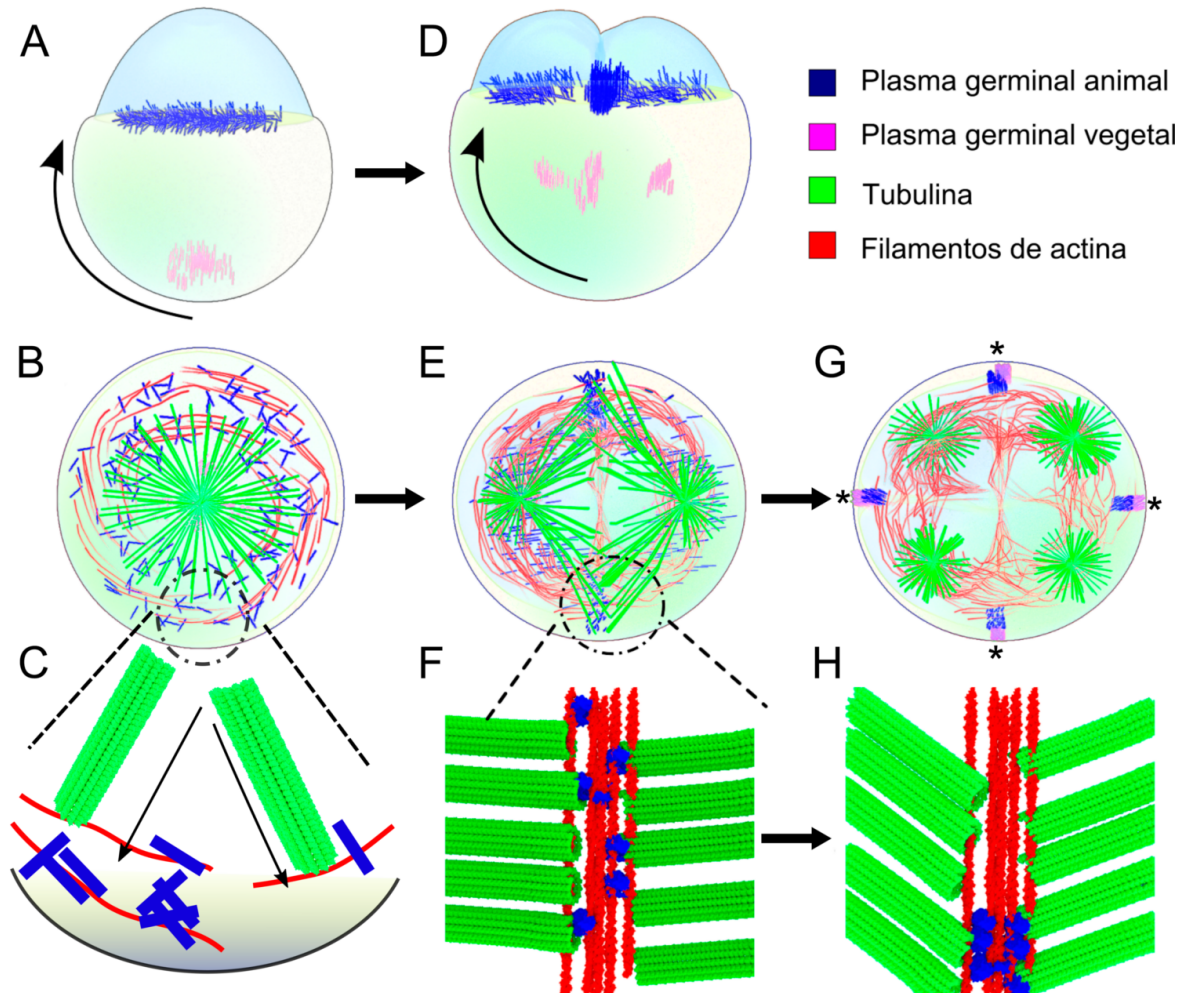 A
D
Plasma germinal animal
Plasma germinal vegetal
Tubulina
Filamentos de actina
B
E
G
*
*
*
*
C
F
H